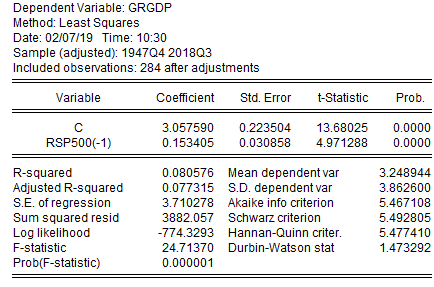 Dependent Variable: GRGDP
Method: Least Squares
Date: 02/07/19 Time: 10:30
Sample (adjusted): 1947Q4 2018Q3
Included observations: 284 after adjustments
Variable Coefficient Std. Error t-Statistic Prob.
C 3.057590 0.223504 13.68025 0.0000
RSP500(-1) 0.153405 0.030858 4.971288 0.0000
R-squared 0.080576 Mean dependent var 3.248944
Adjusted R-squared 0.077315 S.D. dependent var 3.862600
S.E. of regression 3.710278 Akaike info criterion 5.467108
Sum squared resid 3882.057 Schwarz criterion 5.492805
Log likelihood -774.3293 Hannan-Quinn criter. 5.477410
F-statistic 24.71370 Durbin-Watson stat 1.473292
Prob(F-statistic) 0.000001